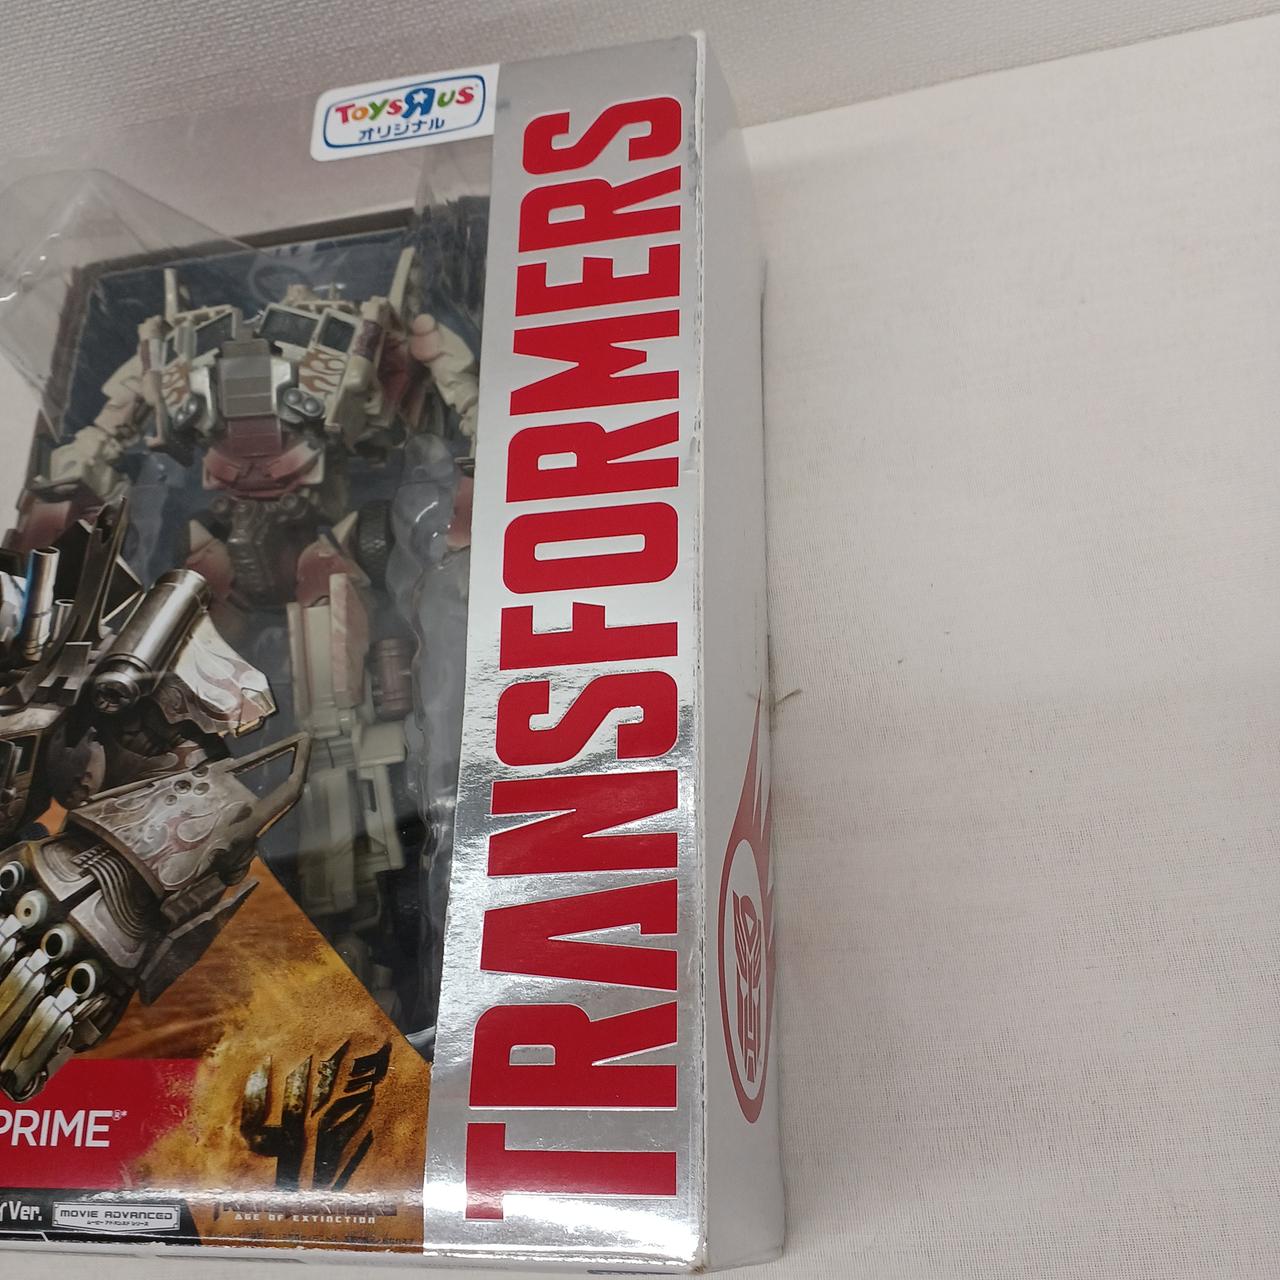 TOYSЯUS
オリジナル
TRANSFORMERS
PRIME®*
Ver.
MOVIE ADVANCED
ムービー アドバンスド シリーズ
AGE OF EXTINCTION